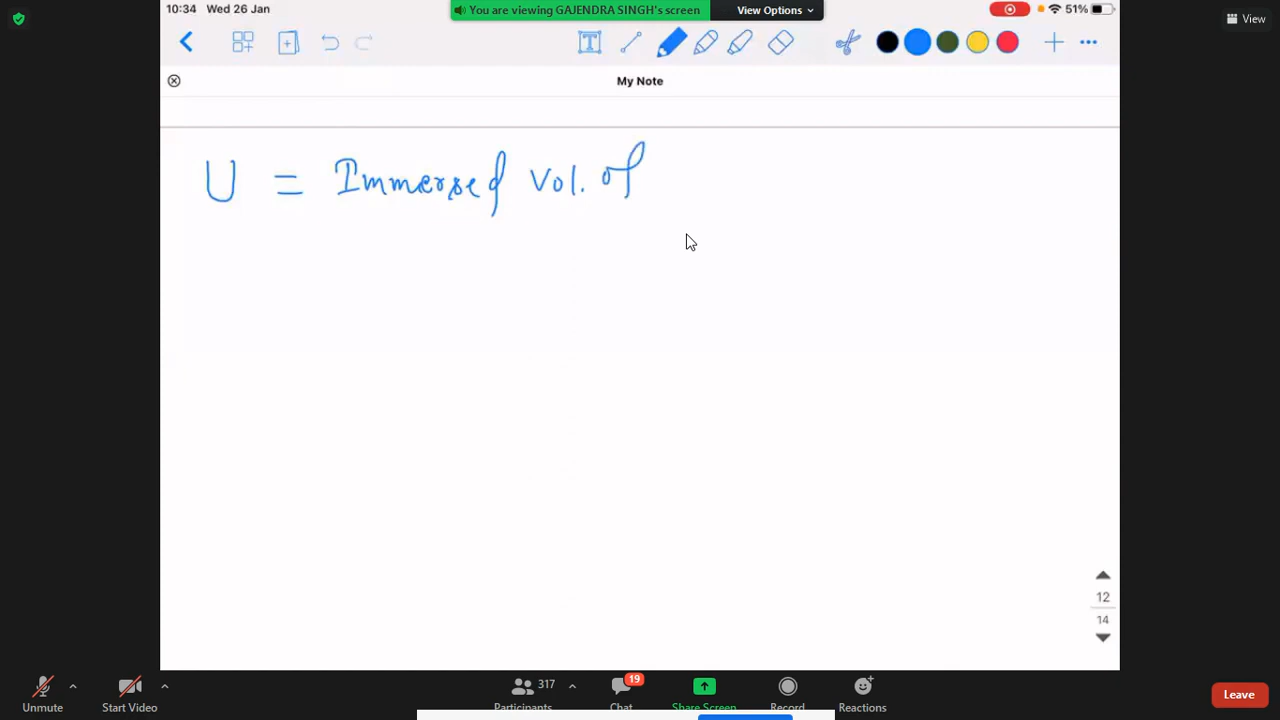 10:34 Wed 26 Jan
You are viewing GAJENDRA SINGH's screen
View Options
51%
View
My Note
U = Immersed vol. of
12
14
Unmute
Start Video
317
Participants
19
Chat
Share Screen
Record
Reactions
Leave